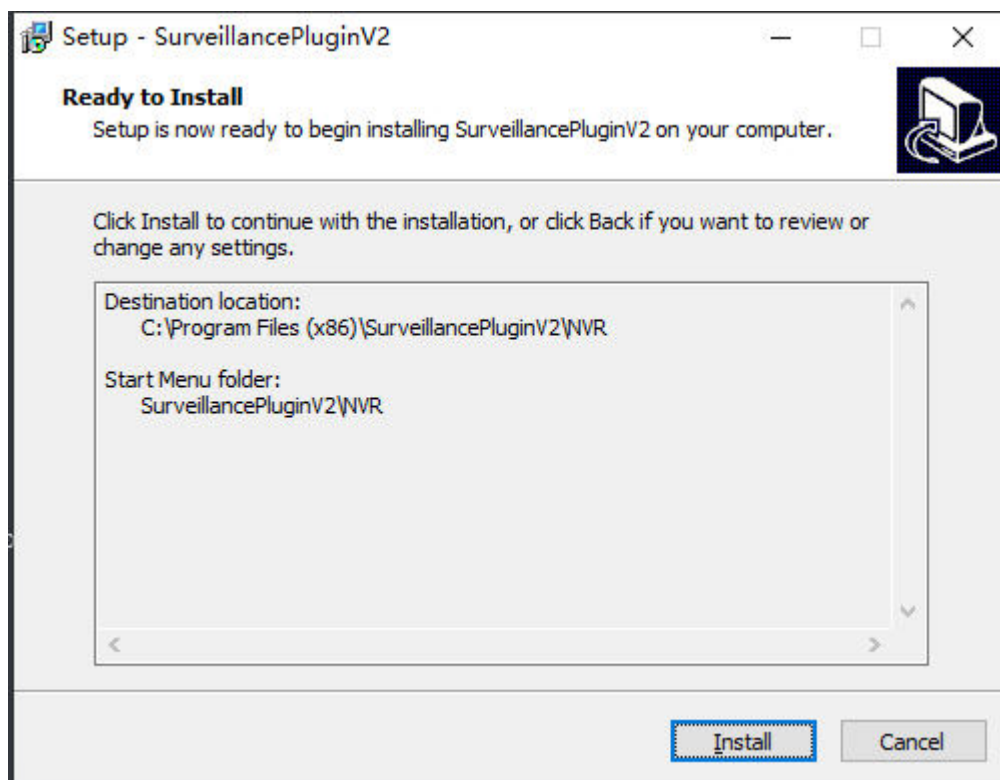 Setup - SurveillancePluginV2
Ready to Install
Setup is now ready to begin installing SurveillancePluginV2 on your computer.
Click Install to continue with the installation, or click Back if you want to review or
change any settings.
Destination location:
C:\Program Files (x86)\SurveillancePluginV2\NVR
Start Menu folder:
SurveillancePluginV2\NVR
Install
Cancel